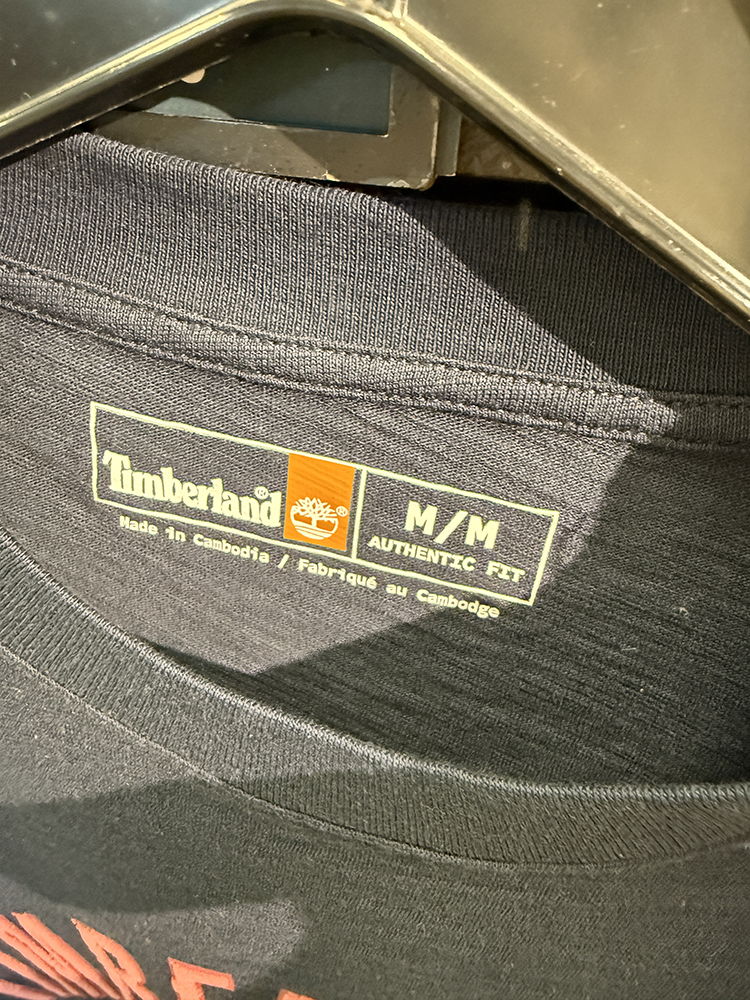 Timberland®
®
M/M
AUTHENTIC FIT
Made in Cambodia / Fabriqué au Cambodge